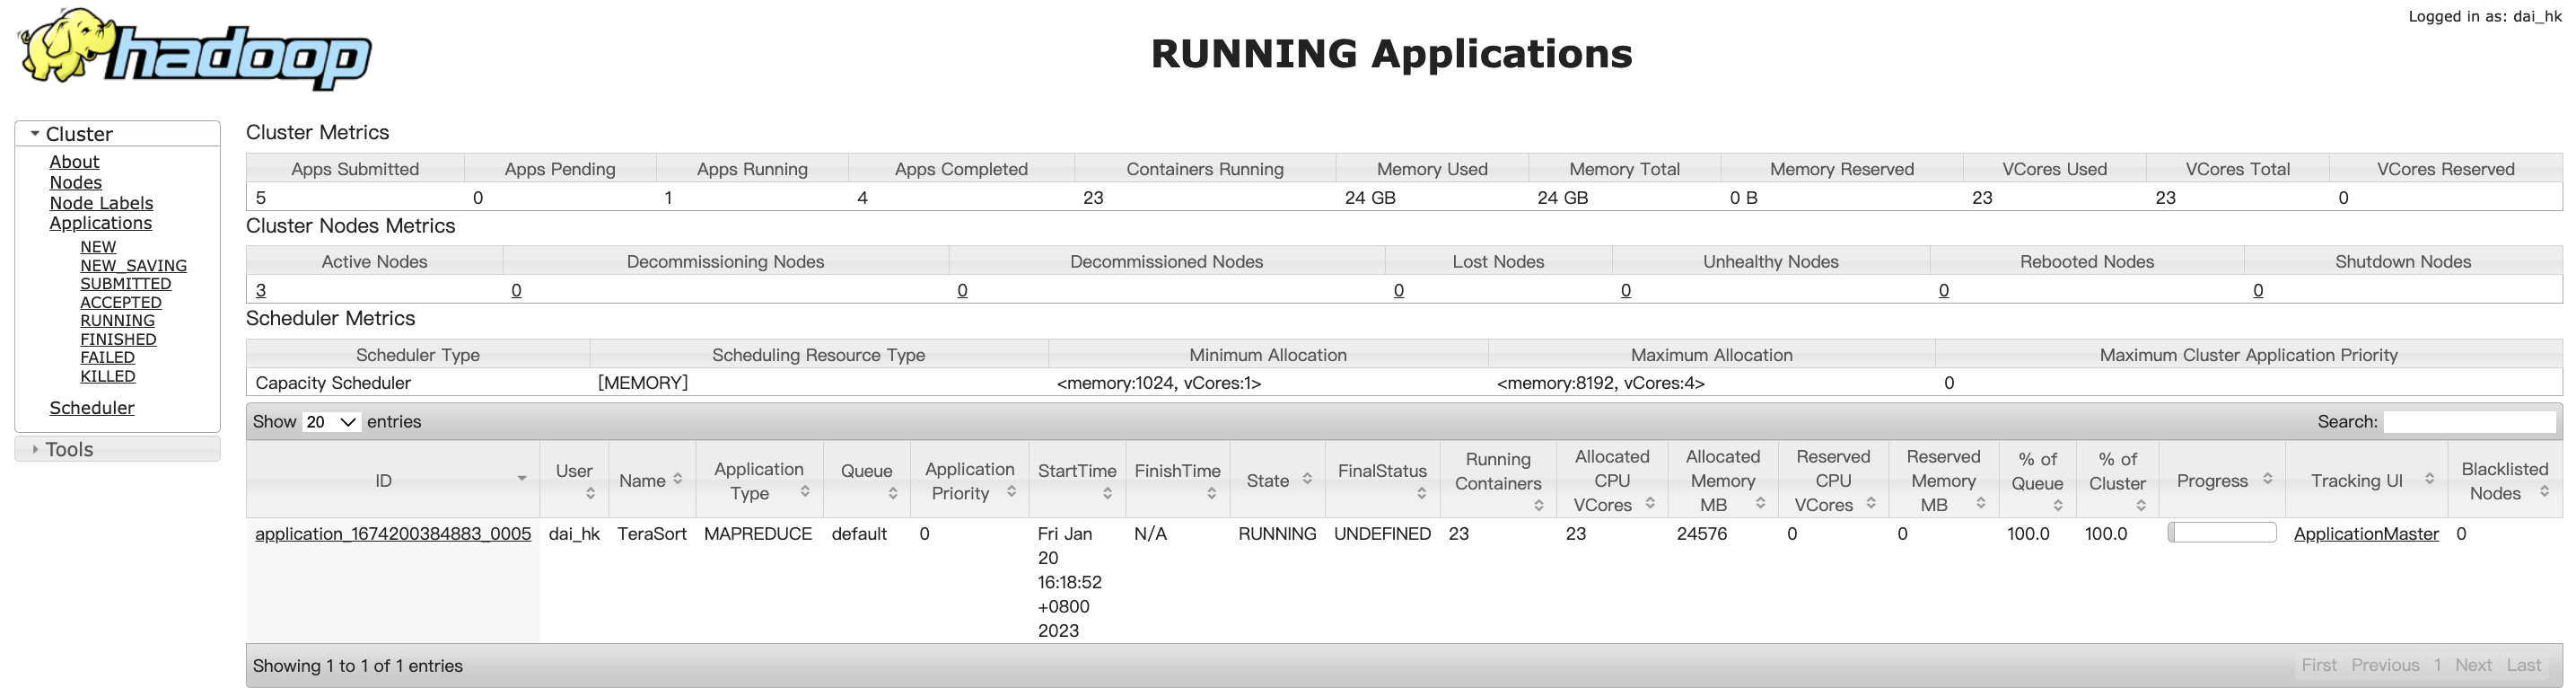 hadoop
RUNNING Applications
Logged in as: dai_hk
Cluster
About
Nodes
Node Labels
Applications
NEW
NEW_SAVING
SUBMITTED
ACCEPTED
RUNNING
FINISHED
FAILED
KILLED
Scheduler
Tools
Cluster Metrics
Apps Submitted Apps Pending Apps Running Apps Completed Containers Running Memory Used Memory Total Memory Reserved VCores Used VCores Total VCores Reserved
5 0 1 4 23 24 GB 24 GB 0 B 23 23 0
Cluster Nodes Metrics
Active Nodes Decommissioning Nodes Decommissioned Nodes Lost Nodes Unhealthy Nodes Rebooted Nodes Shutdown Nodes
3 0 0 0 0 0 0
Scheduler Metrics
Scheduler Type Scheduling Resource Type Minimum Allocation Maximum Allocation Maximum Cluster Application Priority
Capacity Scheduler [MEMORY] <memory:1024, vCores:1> <memory:8192, vCores:4> 0
Show 20 entries Search:
ID User Name Application Type Queue Application Priority StartTime FinishTime State FinalStatus Running Containers Allocated CPU VCores Allocated Memory MB Reserved CPU VCores Reserved Memory MB % of Queue % of Cluster Progress Tracking UI Blacklisted Nodes
application_1674200384883_0005 dai_hk TeraSort MAPREDUCE default 0 Fri Jan 20 16:18:52 +0800 2023 N/A RUNNING UNDEFINED 23 23 24576 0 0 100.0 100.0 ApplicationMaster 0
Showing 1 to 1 of 1 entries First Previous 1 Next Last